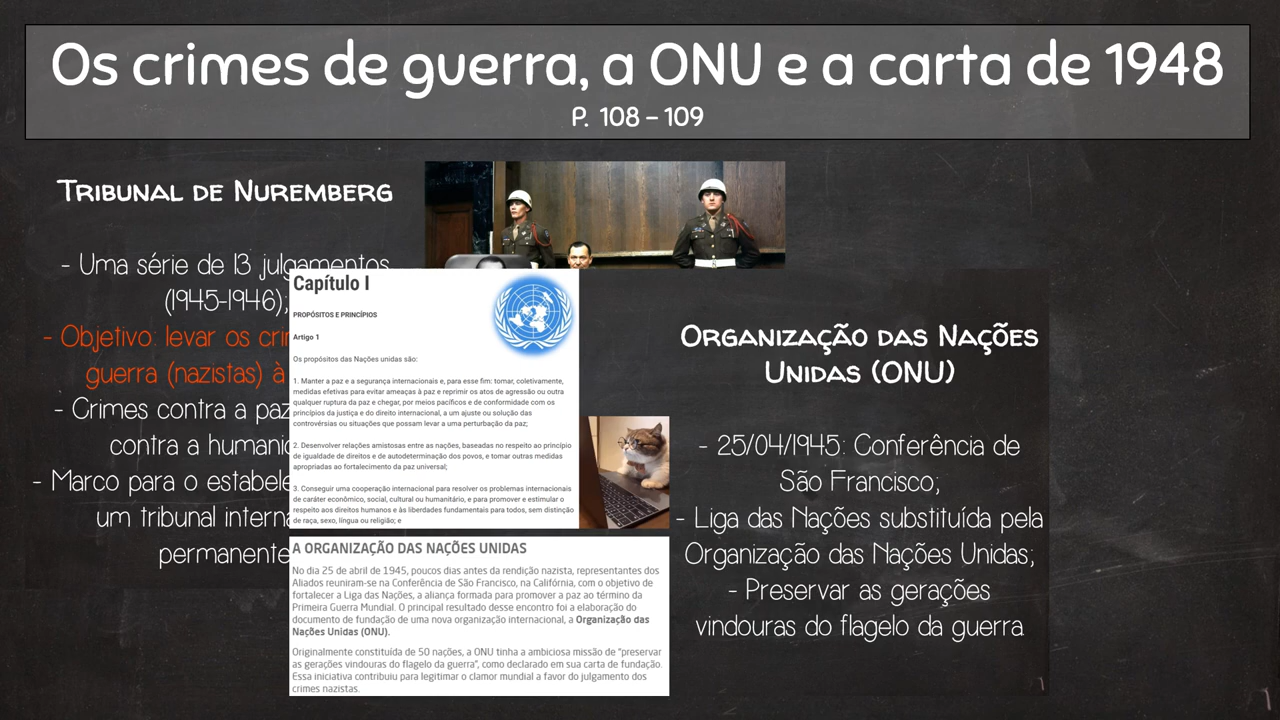 Os crimes de guerra, a ONU e a carta de 1948
P. 108 – 109
Tribunal de Nuremberg
- Uma série de 13 julgamentos
(1945-1946);
- Objetivo: levar os
guerra (nazistas) à
- Crimes contra a paz
contra a
- Marco para o
um tribunal
permanente
Capítulo I
PROPÓSITOS E PRINCÍPIOS
Artigo 1
Os propósitos das Nações unidas são:
1. Manter a paz e a segurança internacionais e, para esse fim: tomar, coletivamente,
medidas efetivas para evitar ameaças à paz e reprimir os atos de agressão ou outra
qualquer ruptura da paz e chegar, por meios pacíficos e de conformidade com os
princípios da justiça e do direito internacional, a um ajuste ou solução das
controvérsias ou situações que possam levar a uma perturbação da paz;
2. Desenvolver relações amistosas entre as nações, baseadas no respeito ao princípio
de igualdade de direitos e de autodeterminação dos povos, e tomar outras medidas
apropriadas ao fortalecimento da paz universal;
3. Conseguir uma cooperação internacional para resolver os problemas internacionais
de caráter econômico, social, cultural ou humanitário, e para promover e estimular o
respeito aos direitos humanos e às liberdades fundamentais para todos, sem distinção
de raça, sexo, língua ou religião; e
A ORGANIZAÇÃO DAS NAÇÕES UNIDAS
No dia 25 de abril de 1945, poucos dias antes da rendição nazista, representantes dos
Aliados reuniram-se na Conferência de São Francisco, na Califórnia, com o objetivo de
fortalecer a Liga das Nações, a aliança formada para promover a paz ao término da
Primeira Guerra Mundial. O principal resultado desse encontro foi a elaboração do
documento de fundação de uma nova organização internacional, a Organização das
Nações Unidas (ONU).
Originalmente constituída de 50 nações, a ONU tinha a ambiciosa missão de "preservar
as gerações vindouras do flagelo da guerra", como declarado em sua carta de fundação.
Essa iniciativa contribuiu para legitimar o clamor mundial a favor do julgamento dos
crimes nazistas.
Organização das Nações
Unidas (ONU)
- 25/04/1945: Conferência de
São Francisco;
- Liga das Nações substituída pela
Organização das Nações Unidas;
- Preservar as gerações
vindouras do flagelo da guerra